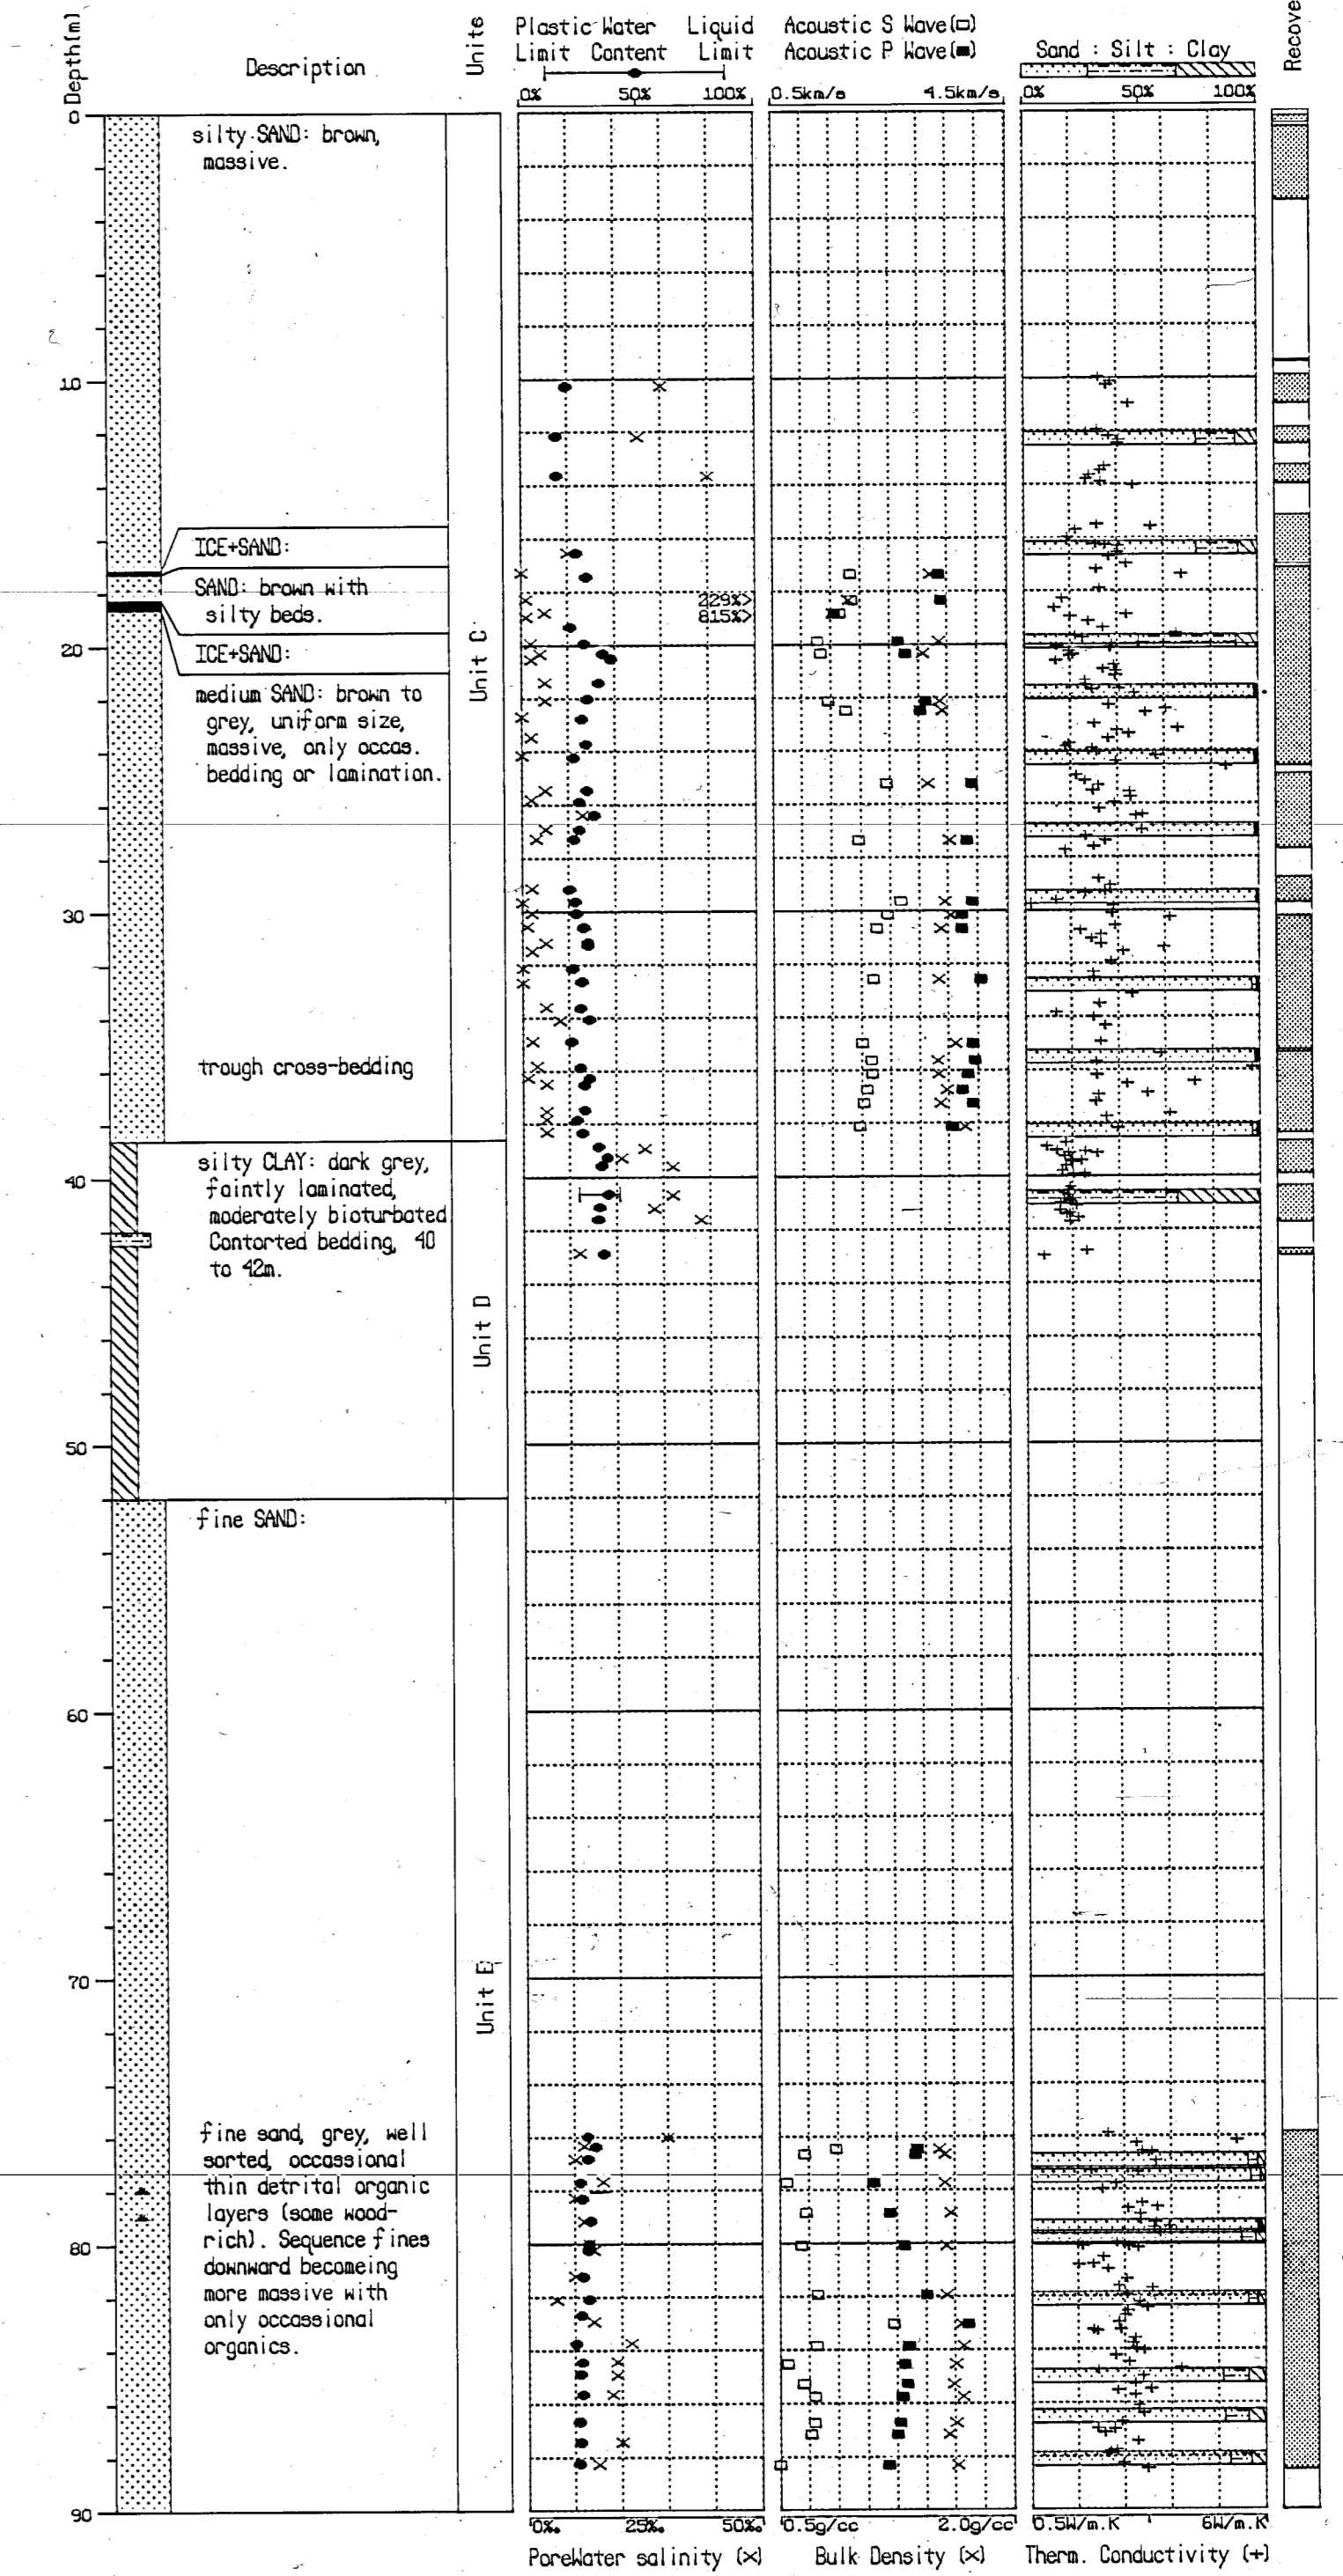 Depth(m)
Description
Units
Plastic Water Liquid
Limit Content Limit
0% 50% 100%
Acoustic S Wave(□)
Acoustic P Wave(■)
0.5km/s 4.5km/s
Sand : Silt : Clay
0% 50% 100%
Recove
0
silty SAND: brown,
massive.
10
ICE+SAND:
SAND: brown with
silty beds.
229%>
815%>
ICE+SAND:
20
Unit C
medium SAND: brown to
grey, uniform size,
massive, only occas.
bedding or lamination.
30
trough cross-bedding
silty CLAY: dark grey,
faintly laminated,
moderately bioturbated
Contorted bedding, 40
to 42m.
40
Unit D
50
fine SAND:
60
70
Unit E
fine sand, grey, well
sorted, occassional
thin detrital organic
layers (some wood-
rich). Sequence fines
downward becomeing
more massive with
only occassional
organics.
80
90
0‰ 25‰ 50‰
PoreWater salinity (×)
0.5g/cc 2.0g/cc
Bulk Density (×)
0.5W/m.K 6W/m.K
Therm. Conductivity (+)